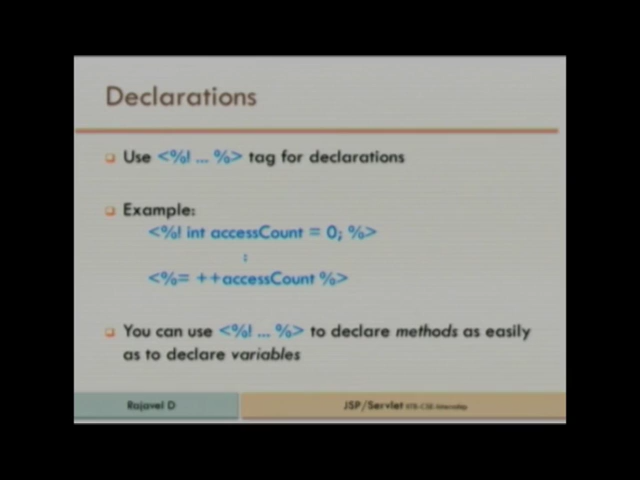 Declarations
Use <%! ... %> tag for declarations
Example:
<%! int accessCount = 0; %>
:
<%= ++accessCount %>
You can use <%! ... %> to declare methods as easily
as to declare variables
Rajavel D
JSP/Servlet